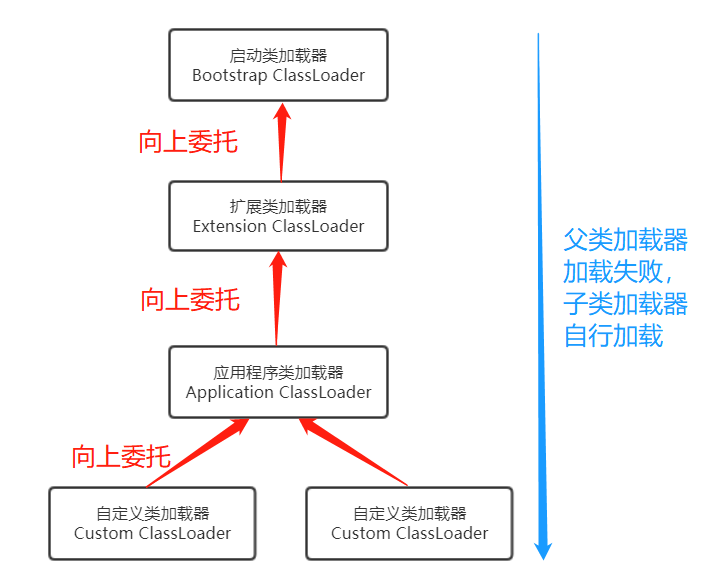 启动类加载器
Bootstrap ClassLoader
向上委托
扩展类加载器
Extension ClassLoader
向上委托
应用程序类加载器
Application ClassLoader
向上委托
自定义类加载器
Custom ClassLoader
自定义类加载器
Custom ClassLoader
父类加载器
加载失败，
子类加载器
自行加载